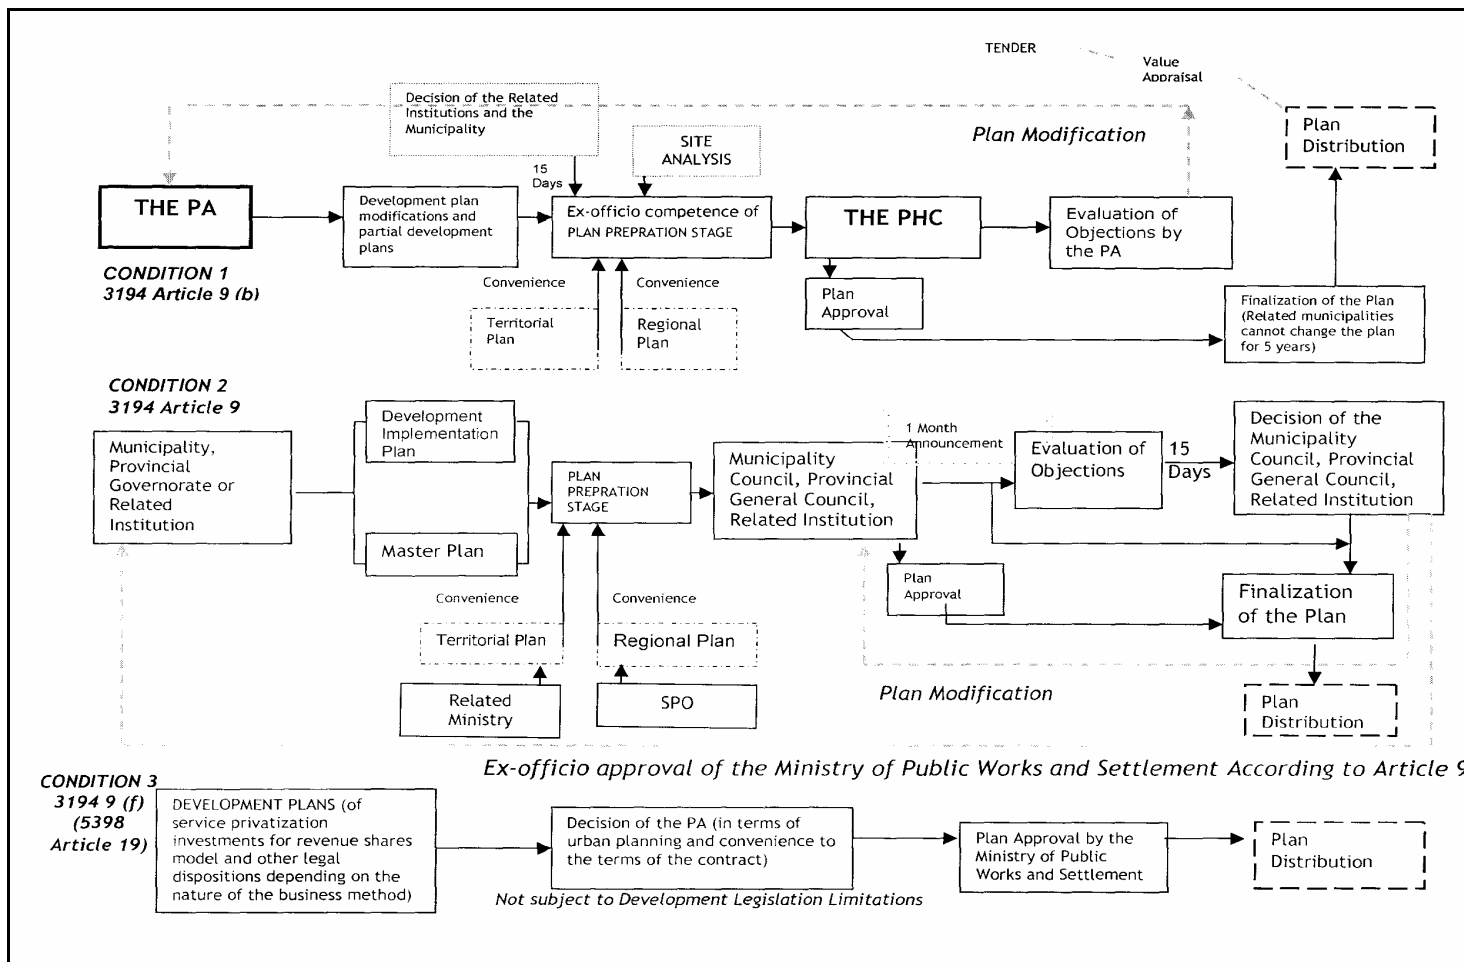 TENDER
Value
Appraisal
Decision of the Related
Institutions and the
Municipality
SITE
ANALYSIS
Plan Modification
Plan
Distribution
15
Days
THE PA
Development plan
modifications and
partial development
plans
Ex-officio competence of
PLAN PREPRATION STAGE
THE PHC
Evaluation of
Objections by
the PA
CONDITION 1
3194 Article 9 (b)
Convenience
Convenience
Territorial
Plan
Regional
Plan
Plan
Approval
Finalization of the Plan
(Related municipalities
cannot change the plan
for 5 years)
CONDITION 2
3194 Article 9
Municipality,
Provincial
Governorate or
Related
Institution
Development
Implementation
Plan
Master Plan
PLAN
PREPRATION
STAGE
Municipality
Council, Provincial
General Council,
Related Institution
1 Month
Announcement
Evaluation of
Objections
15
Days
Decision of the
Municipality
Council, Provincial
General Council,
Related Institution
Plan
Approval
Finalization
of the Plan
Convenience
Convenience
Territorial Plan
Regional Plan
Related
Ministry
SPO
Plan Modification
Plan
Distribution
Ex-officio approval of the Ministry of Public Works and Settlement According to Article 9
CONDITION 3
3194 9 (f)
(5398
Article 19)
DEVELOPMENT PLANS (of
service privatization
investments for revenue shares
model and other legal
dispositions depending on the
nature of the business method)
Decision of the PA (in terms of
urban planning and convenience to
the terms of the contract)
Not subject to Development Legislation Limitations
Plan Approval by the
Ministry of Public
Works and Settlement
Plan
Distribution